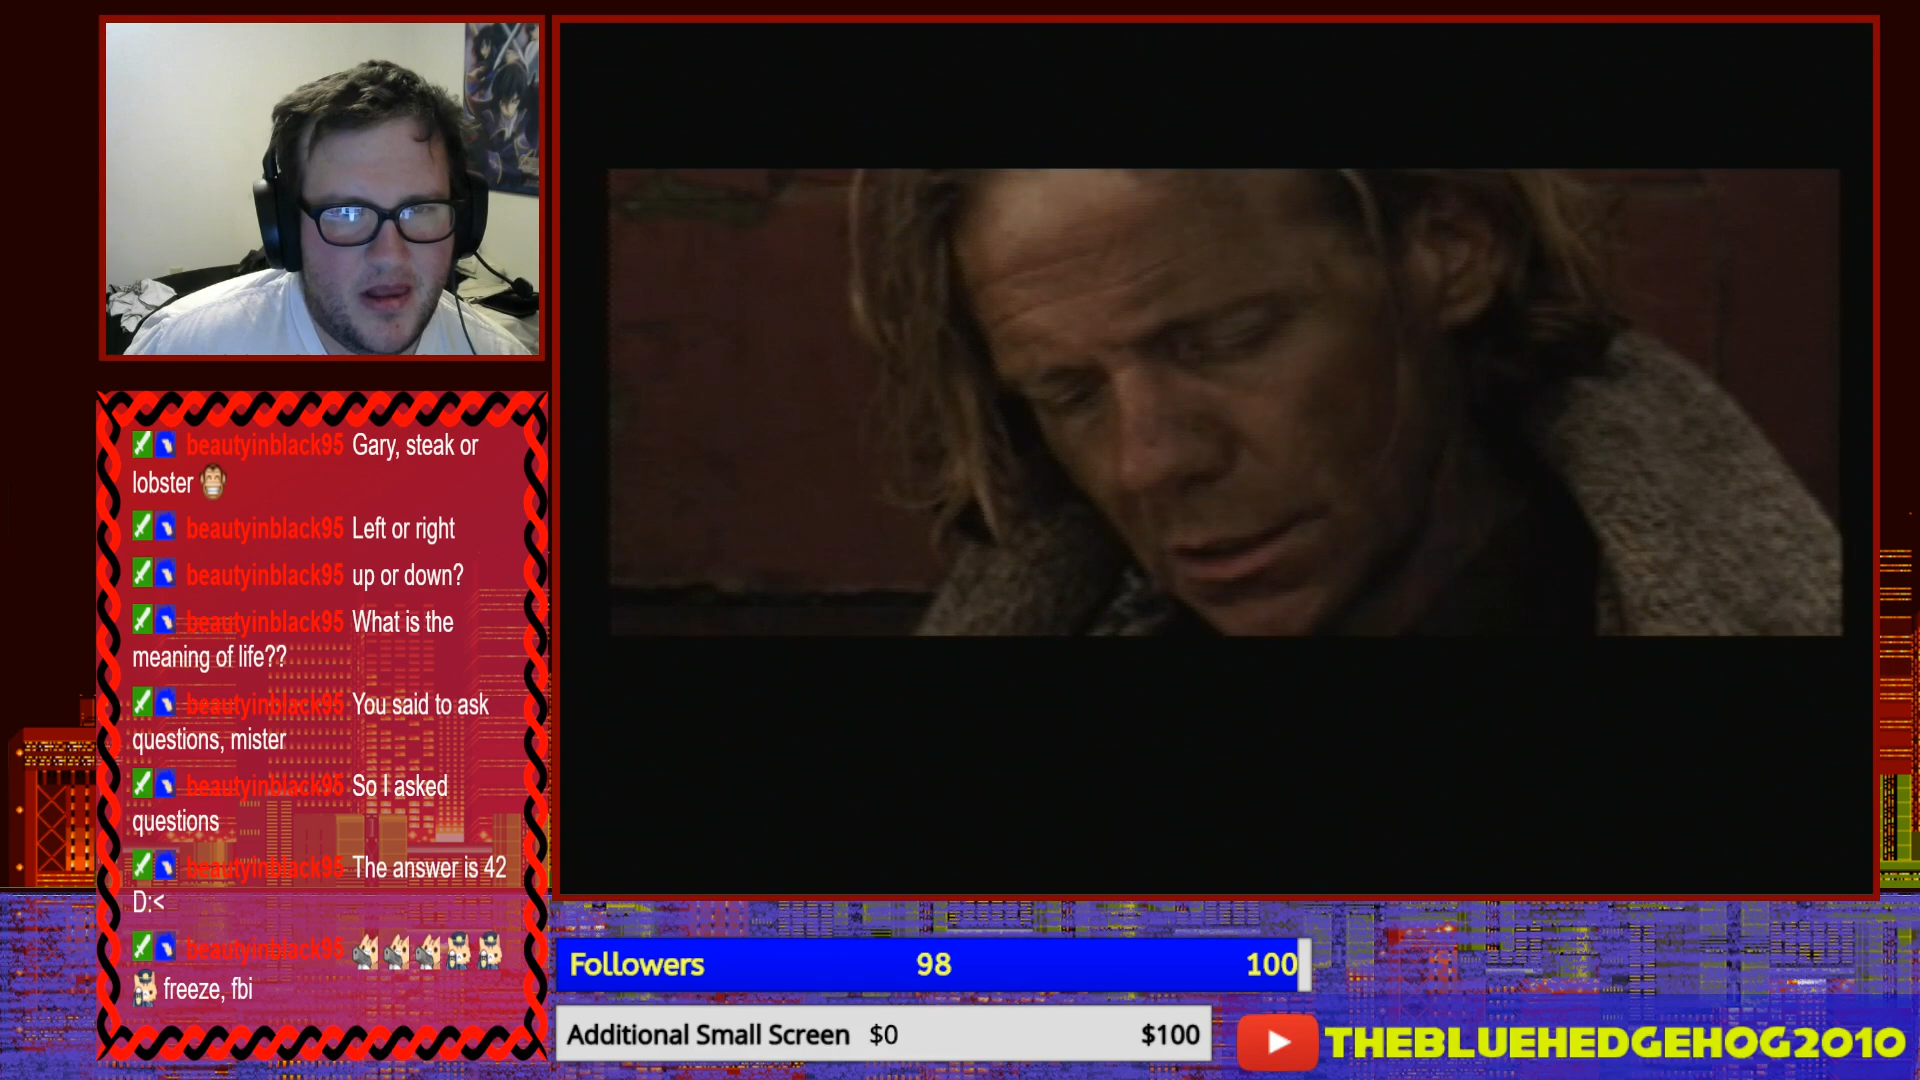 beautyinblack95 Gary, steak or
lobster
beautyinblack95 Left or right
beautyinblack95 up or down?
beautyinblack95 What is the
meaning of life??
beautyinblack95 You said to ask
questions, mister
beautyinblack95 So I asked
questions
beautyinblack95 The answer is 42
D:<
beautyinblack95
freeze, fbi
Followers 98 100
Additional Small Screen $0 $100
THEBLUEHEDGEHOG2010